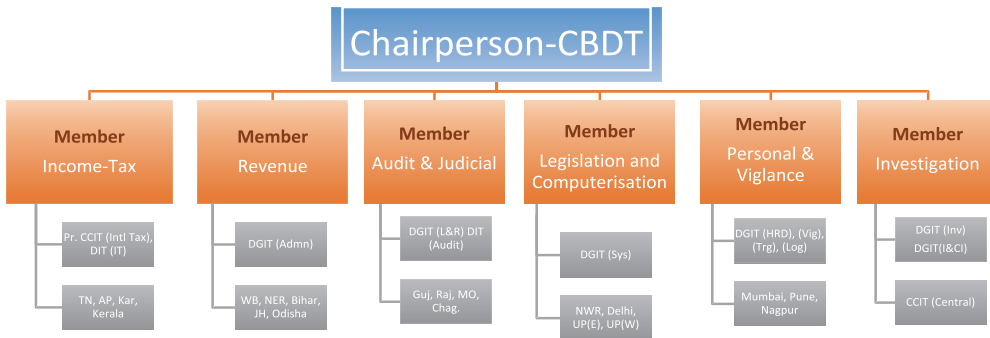 Chairperson-CBDT
Member
Income-Tax
Pr. CCIT (Intl Tax),
DIT (IT)
TN, AP, Kar,
Kerala
Member
Revenue
DGIT (Admn)
WB, NER, Bihar,
JH, Odisha
Member
Audit & Judicial
DGIT (L&R) DIT
(Audit)
Guj, Raj, MO,
Chag.
Member
Legislation and
Computerisation
DGIT (Sys)
NWR, Delhi,
UP(E), UP(W)
Member
Personal &
Viglance
DGIT (HRD), (Vig),
(Trg), (Log)
Mumbai, Pune,
Nagpur
Member
Investigation
DGIT (Inv)
DGIT(I&CI)
CCIT (Central)